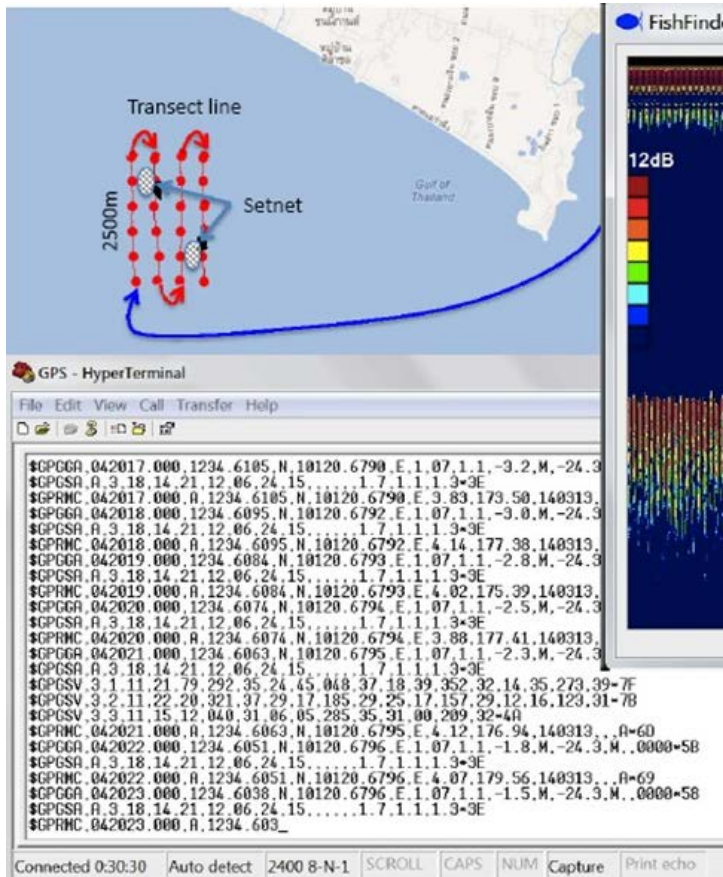 Transect line
2500m
Setnet
Gulf of
Thailand
หมู่บ้าน
FishFinde
12dB
GPS - HyperTerminal
File Edit View Call Transfer Help
$GPGGA,042017.000,1234.6105,N,10120.6790,E,1,07,1.1,-3.2,M,-24.3
$GPGSA,A,3,18,14,21,12,06,24,15,,,,,,1.7,1.1,1.3*3E
$GPRMC,042017.000,A,1234.6105,N,10120.6790,E,3.83,173.50,140313,
$GPGGA,042018.000,1234.6095,N,10120.6792,E,1,07,1.1,-3.0,M,-24.3
$GPGSA,A,3,18,14,21,12,06,24,15,,,,,,1.7,1.1,1.3*3E
$GPRMC,042018.000,A,1234.6095,N,10120.6792,E,4.14,177.38,140313,
$GPGGA,042019.000,1234.6084,N,10120.6793,E,1,07,1.1,-2.8,M,-24.3
$GPGSA,A,3,18,14,21,12,06,24,15,,,,,,1.7,1.1,1.3*3E
$GPRMC,042019.000,A,1234.6084,N,10120.6793,E,4.02,175.39,140313,
$GPGGA,042020.000,1234.6074,N,10120.6794,E,1,07,1.1,-2.5,M,-24.3
$GPGSA,A,3,18,14,21,12,06,24,15,,,,,,1.7,1.1,1.3*3E
$GPRMC,042020.000,A,1234.6074,N,10120.6794,E,3.88,177.41,140313,
$GPGGA,042021.000,1234.6063,N,10120.6795,E,1,07,1.1,-2.3,M,-24.3
$GPGSA,A,3,18,14,21,12,06,24,15,,,,,,1.7,1.1,1.3*3E
$GPGSV,3,1,11,21,79,292,35,24,45,048,37,18,39,352,32,14,35,273,39*7F
$GPGSV,3,2,11,22,20,321,37,29,17,185,29,25,17,157,29,12,16,123,31*7B
$GPGSV,3,3,11,15,12,040,31,06,05,285,35,31,00,209,32*4A
$GPRMC,042021.000,A,1234.6063,N,10120.6795,E,4.12,176.94,140313,,,A*6D
$GPGGA,042022.000,1234.6051,N,10120.6796,E,1,07,1.1,-1.8,M,-24.3,M,,0000*5B
$GPGSA,A,3,18,14,21,12,06,24,15,,,,,,1.7,1.1,1.3*3E
$GPRMC,042022.000,A,1234.6051,N,10120.6796,E,4.07,179.56,140313,,,A*69
$GPGGA,042023.000,1234.6038,N,10120.6796,E,1,07,1.1,-1.5,M,-24.3,M,,0000*58
$GPGSA,A,3,18,14,21,12,06,24,15,,,,,,1.7,1.1,1.3*3E
$GPRMC,042023.000,A,1234.603_
Connected 0:30:30 Auto detect 2400 8-N-1 SCROLL CAPS NUM Capture Print echo